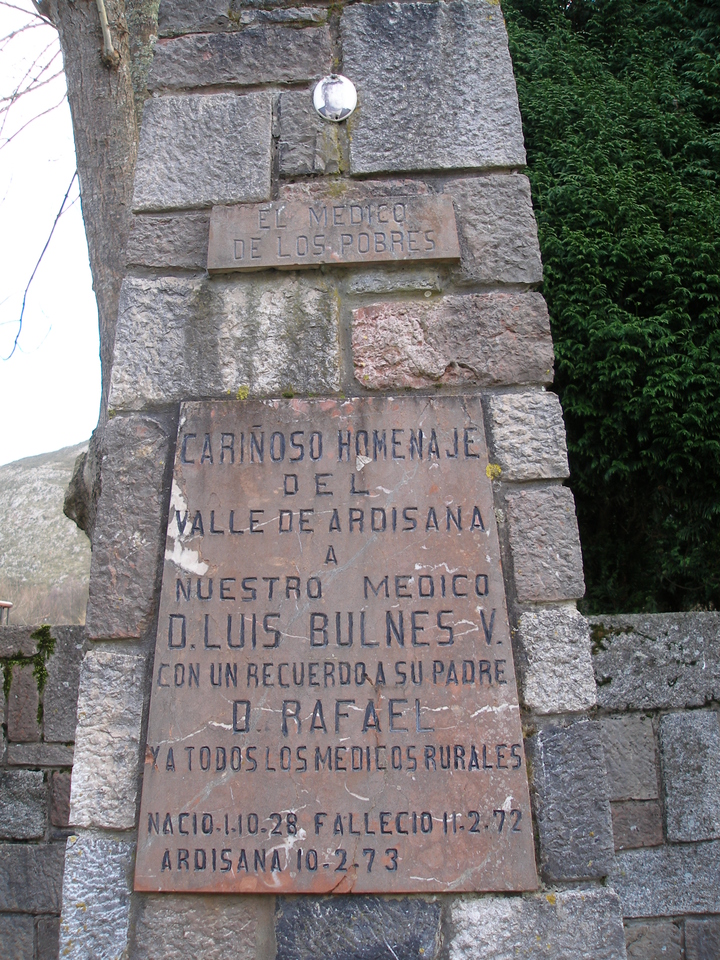 EL MEDICO
DE LOS POBRES
CARIÑOSO HOMENAJE
DEL
VALLE DE ARDISANA
A
NUESTRO MEDICO
D. LUIS BULNES V.
CON UN RECUERDO A SU PADRE
D. RAFAEL
Y A TODOS LOS MEDICOS RURALES
NACIO.1.10.28 FALLECIO 11.2.72
ARDISANA 10-2-73